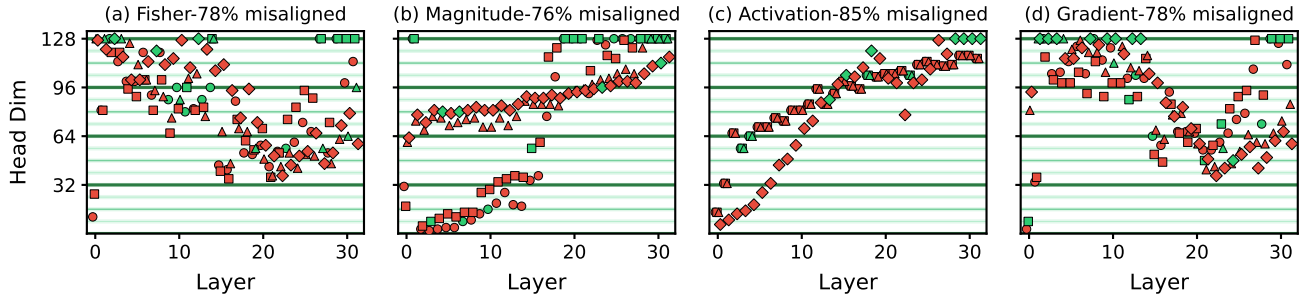 (a) Fisher-78% misaligned
(b) Magnitude-76% misaligned
(c) Activation-85% misaligned
(d) Gradient-78% misaligned
Head Dim
128
96
64
32
0 10 20 30
0 10 20 30
0 10 20 30
0 10 20 30
Layer
Layer
Layer
Layer